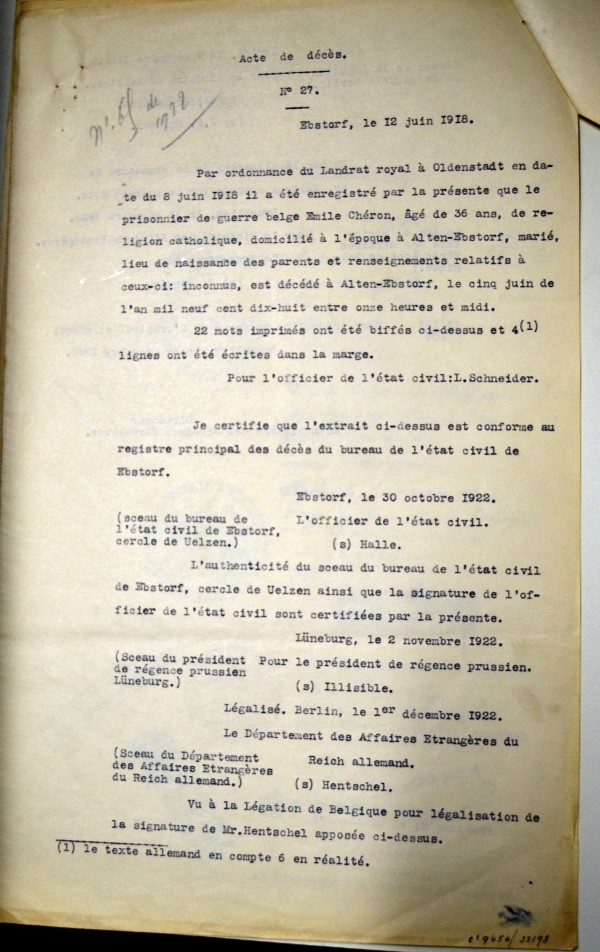 Acte de décès.
N° 27.
N°. 65 de
1922
Ebstorf, le 12 juin 1918.
Par ordonnance du Landrat royal à Oldenstadt en da-
te du 8 juin 1918 il a été enregistré par la présente que le
prisonnier de guerre belge Emile Chéron, âgé de 36 ans, de re-
ligion catholique, domicilié à l'époque à Alten-Ebstorf, marié,
lieu de naissance des parents et renseignements relatifs à
ceux-ci: inconnus, est décédé à Alten-Ebstorf, le cinq juin de
l'an mil neuf cent dix-huit entre onze heures et midi.
22 mots imprimés ont été biffés ci-dessus et 4(1)
lignes ont été écrites dans la marge.
Pour l'officier de l'état civil:L.Schneider.
Je certifie que l'extrait ci-dessus est conforme au
registre principal des décès du bureau de l'état civil de
Ebstorf.
Ebstorf, le 30 octobre 1922.
(sceau du bureau de
l'état civil de Ebstorf,
cercle de Uelzen.)
L'officier de l'état civil.
(s) Halle.
L'authenticité du sceau du bureau de l'état civil
de Ebstorf, cercle de Uelzen ainsi que la signature de l'of-
ficier de l'état civil sont certifiées par la présente.
Lüneburg, le 2 novembre 1922.
(Sceau du président
de régence prussien
Lüneburg.)
Pour le président de régence prussien.
(s) Illisible.
Légalisé. Berlin, le 1er décembre 1922.
Le Département des Affaires Etrangères du
(Sceau du Département
des Affaires Etrangères
du Reich allemand.)
Reich allemand.
(s) Hentschel.
Vu à la Légation de Belgique pour légalisation de
la signature de Mr.Hentschel apposée ci-dessus.
(1) le texte allemand en compte 6 en réalité.
9456/32198